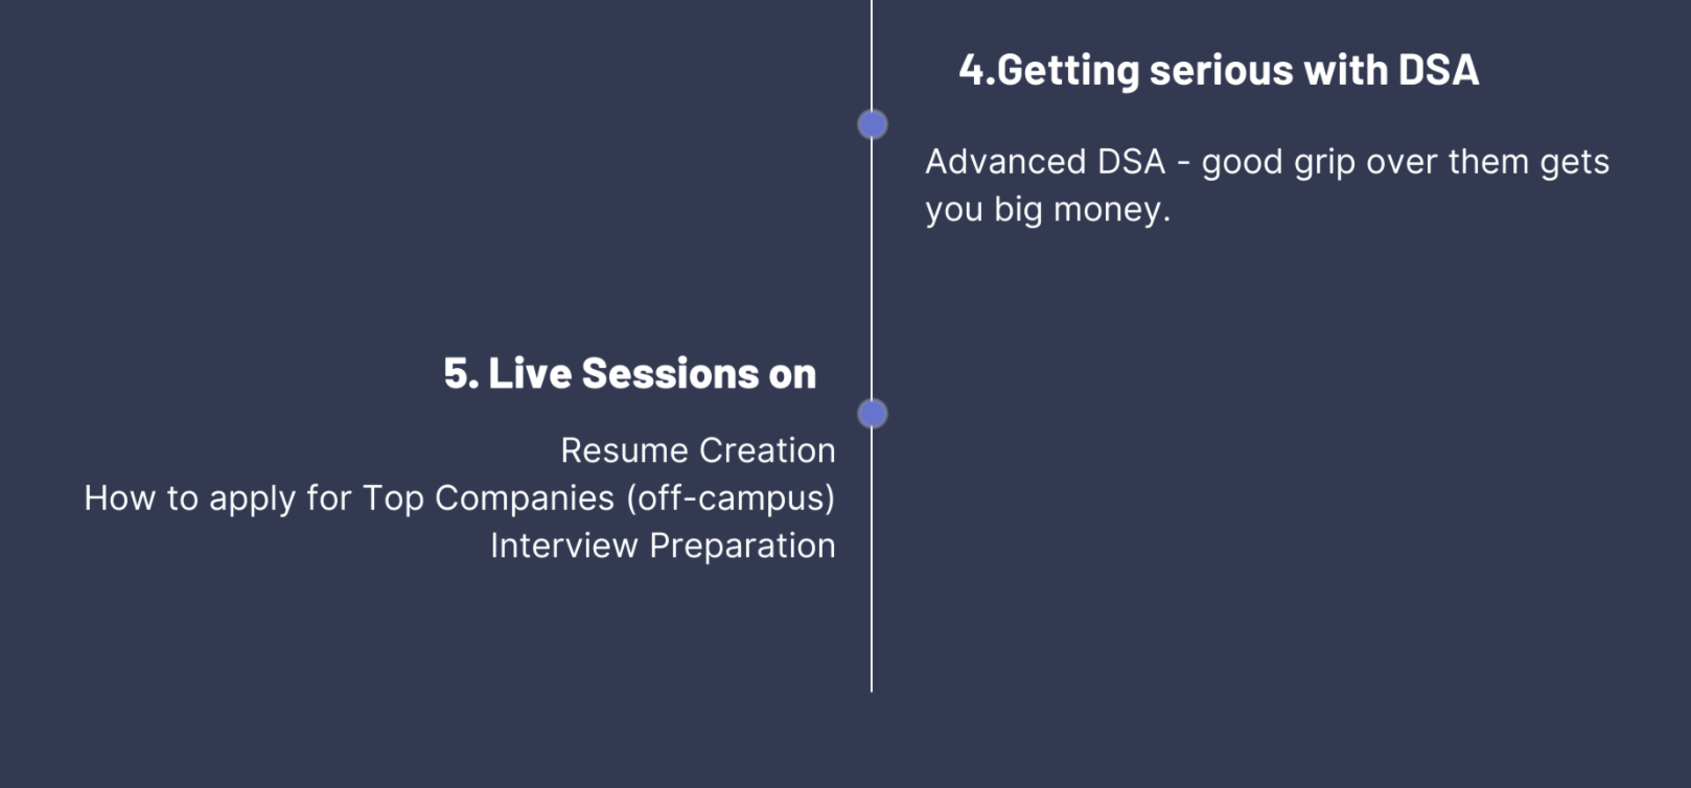 4.Getting serious with DSA
Advanced DSA - good grip over them gets
you big money.
5. Live Sessions on
Resume Creation
How to apply for Top Companies (off-campus)
Interview Preparation